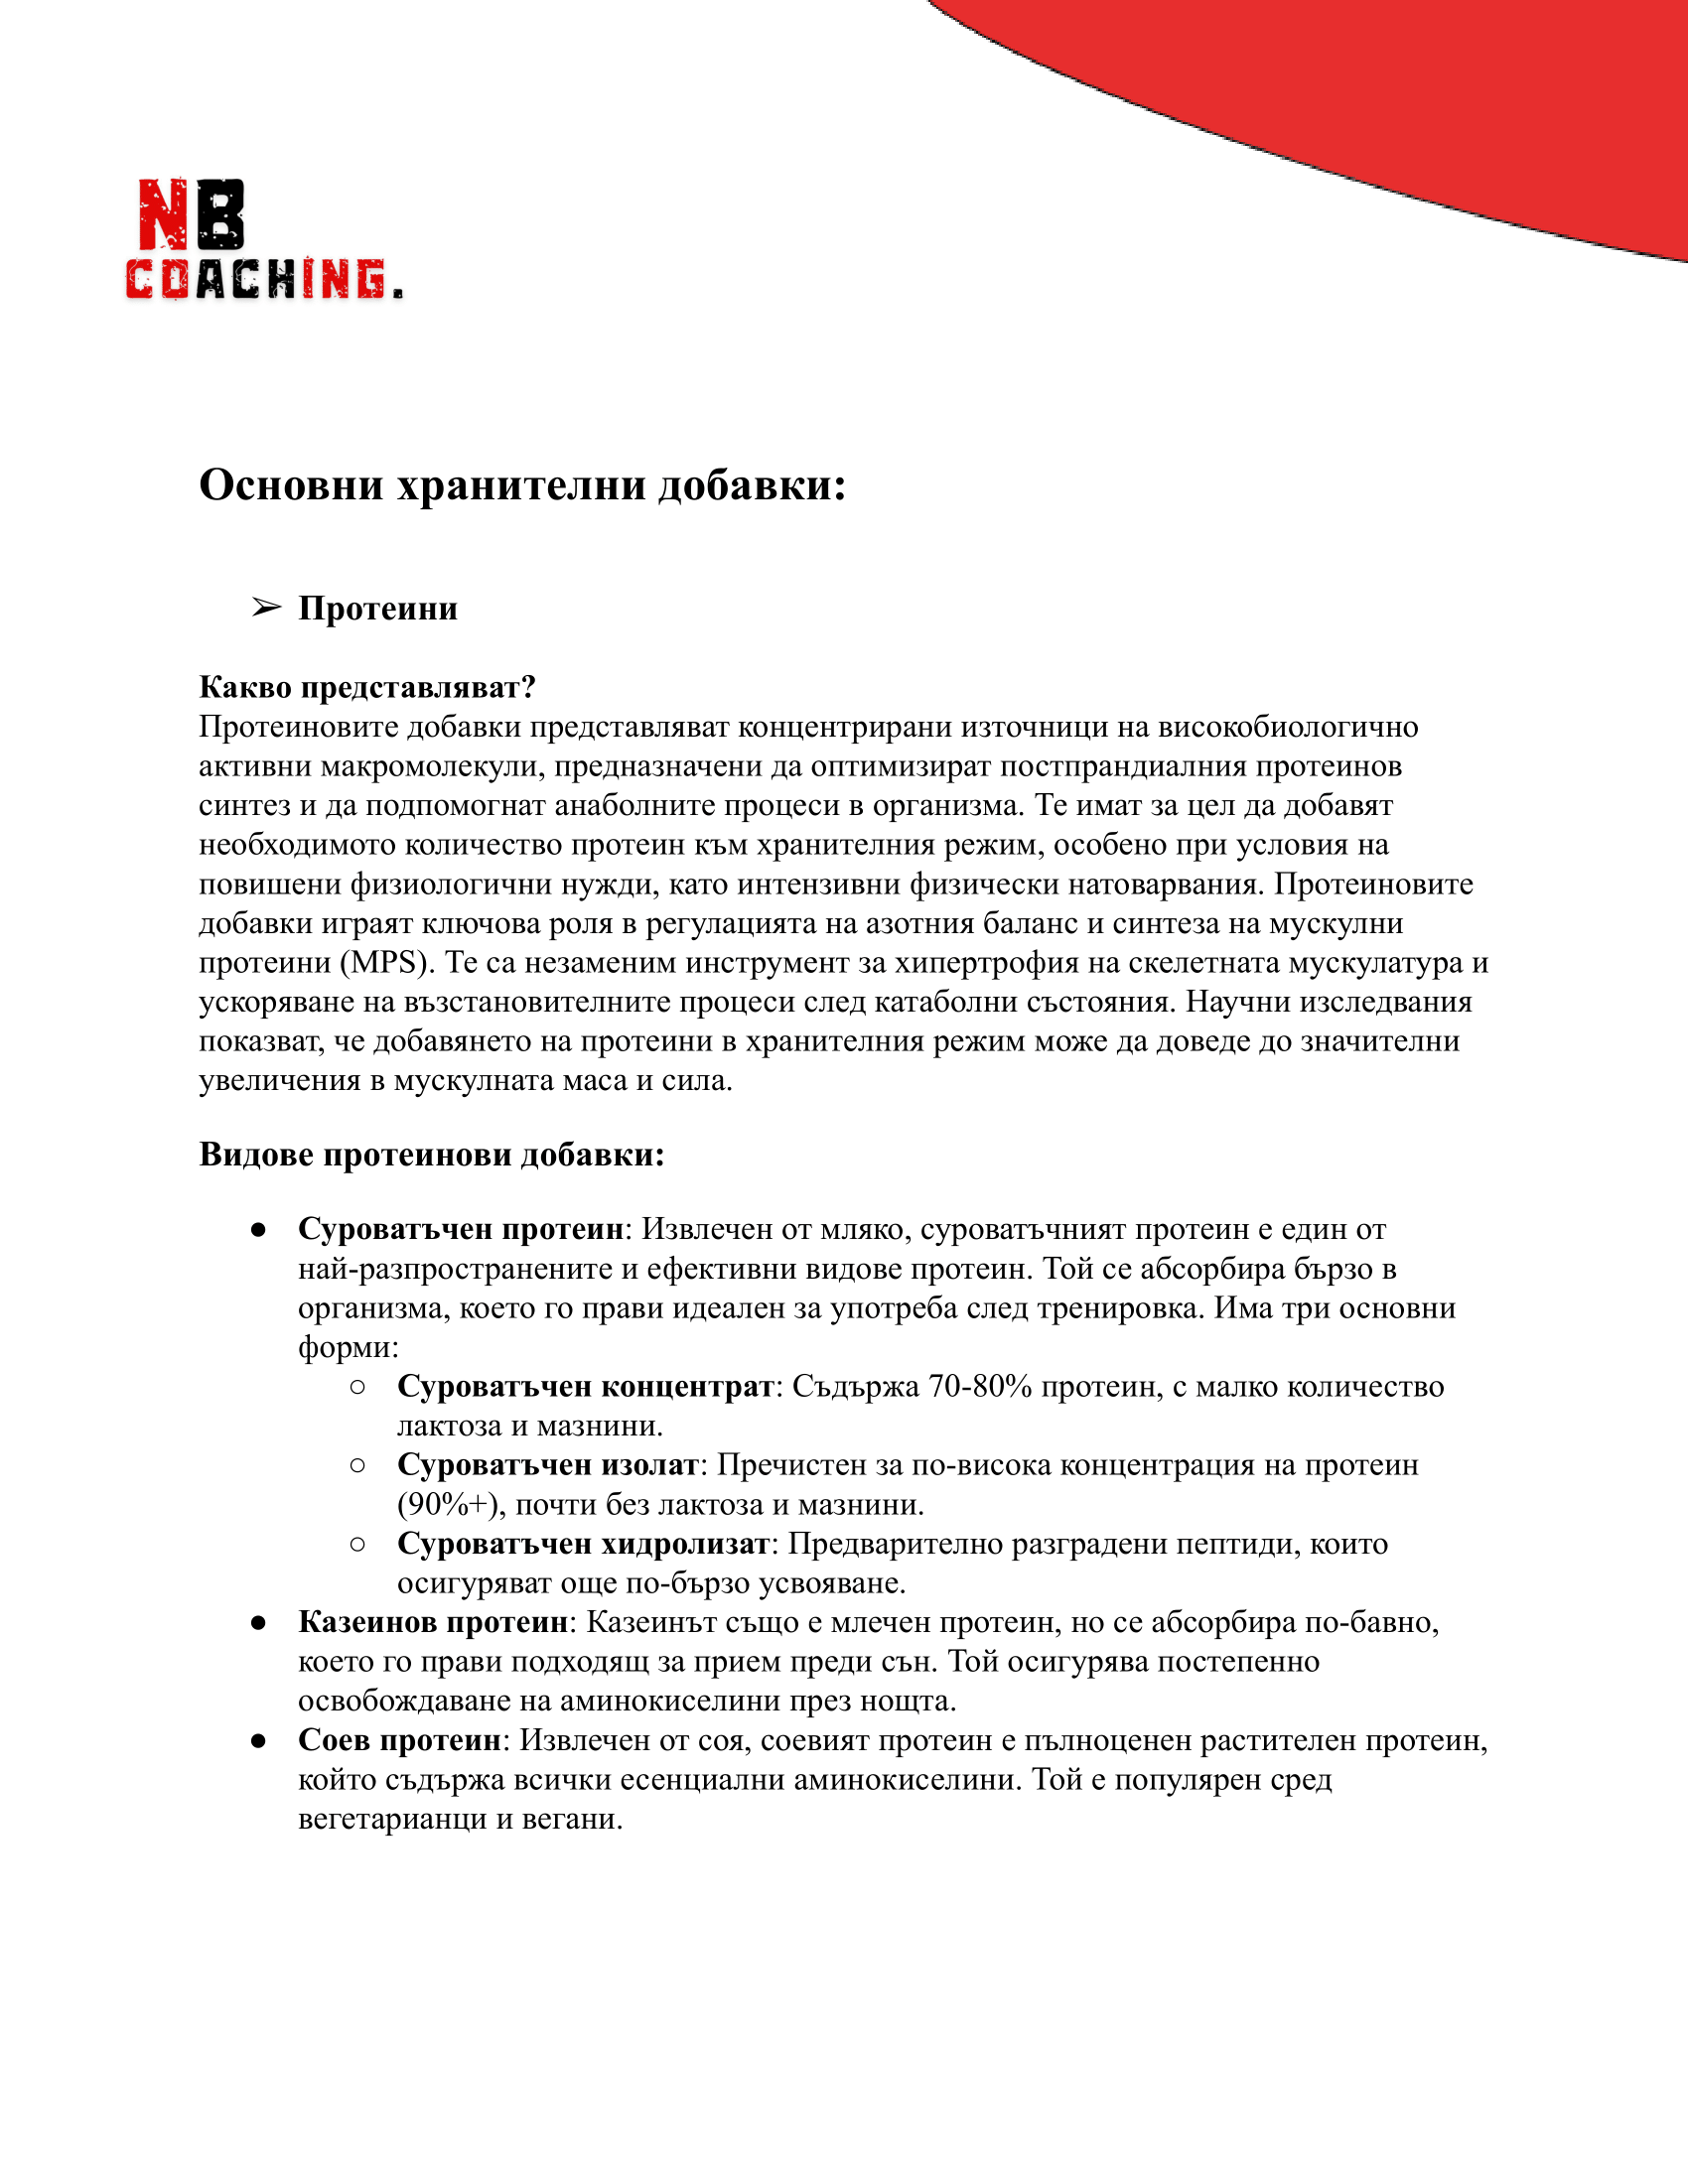 NB
COACHING.
Основни хранителни добавки:
➢ Протеини
Какво представляват?
Протеиновите добавки представляват концентрирани източници на високобиологично
активни макромолекули, предназначени да оптимизират постпрандиалния протеинов
синтез и да подпомогнат анаболните процеси в организма. Те имат за цел да добавят
необходимото количество протеин към хранителния режим, особено при условия на
повишени физиологични нужди, като интензивни физически натоварвания. Протеиновите
добавки играят ключова роля в регулацията на азотния баланс и синтеза на мускулни
протеини (MPS). Те са незаменим инструмент за хипертрофия на скелетната мускулатура и
ускоряване на възстановителните процеси след катаболни състояния. Научни изследвания
показват, че добавянето на протеини в хранителния режим може да доведе до значителни
увеличения в мускулната маса и сила.
Видове протеинови добавки:
● Суроватъчен протеин: Извлечен от мляко, суроватъчният протеин е един от
най-разпространените и ефективни видове протеин. Той се абсорбира бързо в
организма, което го прави идеален за употреба след тренировка. Има три основни
форми:
○ Суроватъчен концентрат: Съдържа 70-80% протеин, с малко количество
лактоза и мазнини.
○ Суроватъчен изолат: Пречистен за по-висока концентрация на протеин
(90%+), почти без лактоза и мазнини.
○ Суроватъчен хидролизат: Предварително разградени пептиди, които
осигуряват още по-бързо усвояване.
● Казеинов протеин: Казеинът също е млечен протеин, но се абсорбира по-бавно,
което го прави подходящ за прием преди сън. Той осигурява постепенно
освобождаване на аминокиселини през нощта.
● Соев протеин: Извлечен от соя, соевият протеин е пълноценен растителен протеин,
който съдържа всички есенциални аминокиселини. Той е популярен сред
вегетарианци и вегани.